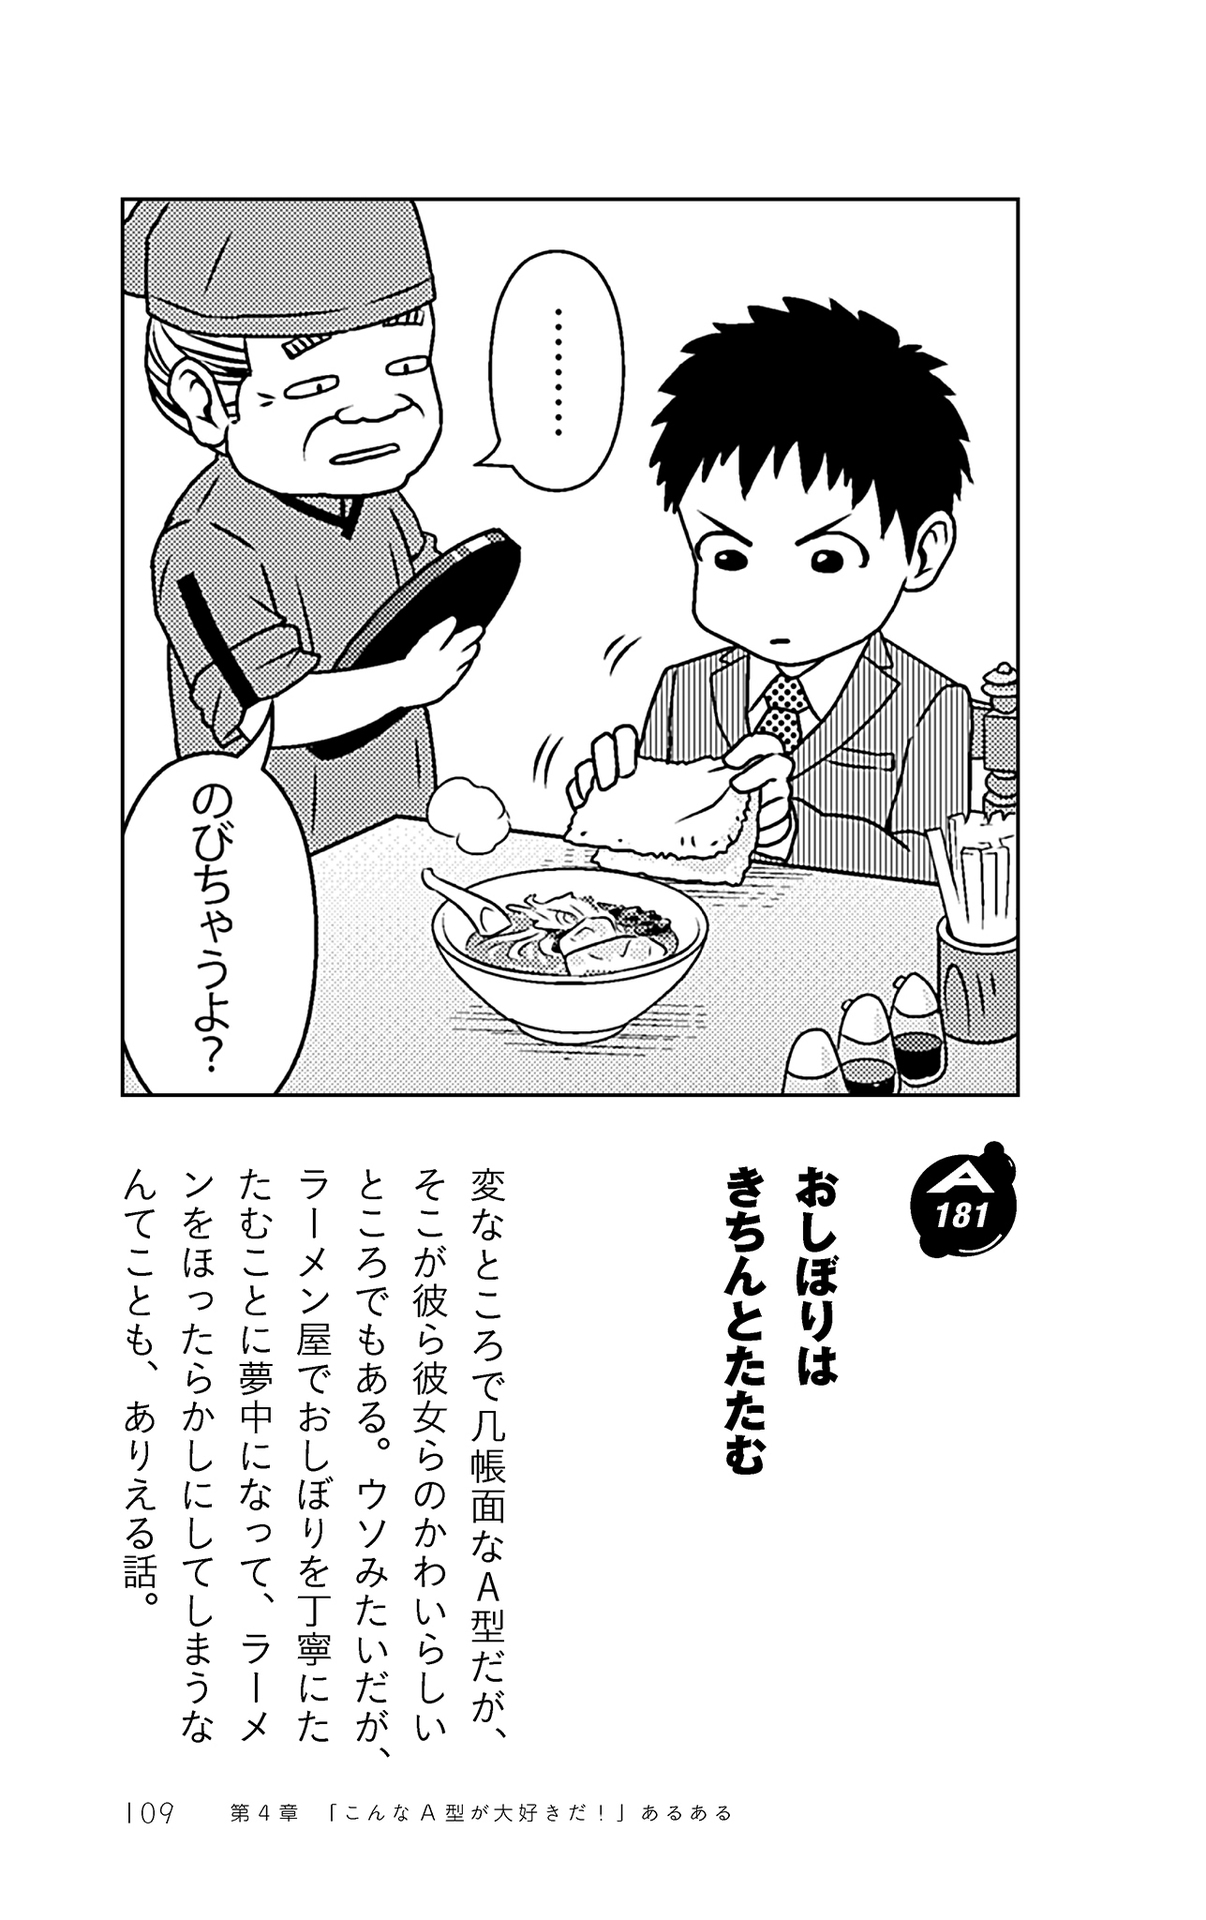 ………
のびちゃうよ？
A
181
おしぼりは
きちんとたたむ
変なところで几帳面なA型だが、
そこが彼ら彼女らのかわいらしい
ところでもある。ウソみたいだが、
ラーメン屋でおしぼりを丁寧にた
たむことに夢中になって、ラーメ
ンをほったらかしにしてしまうな
んてことも、ありえる話。
109 第4章 「こんなA型が大好きだ！」あるある